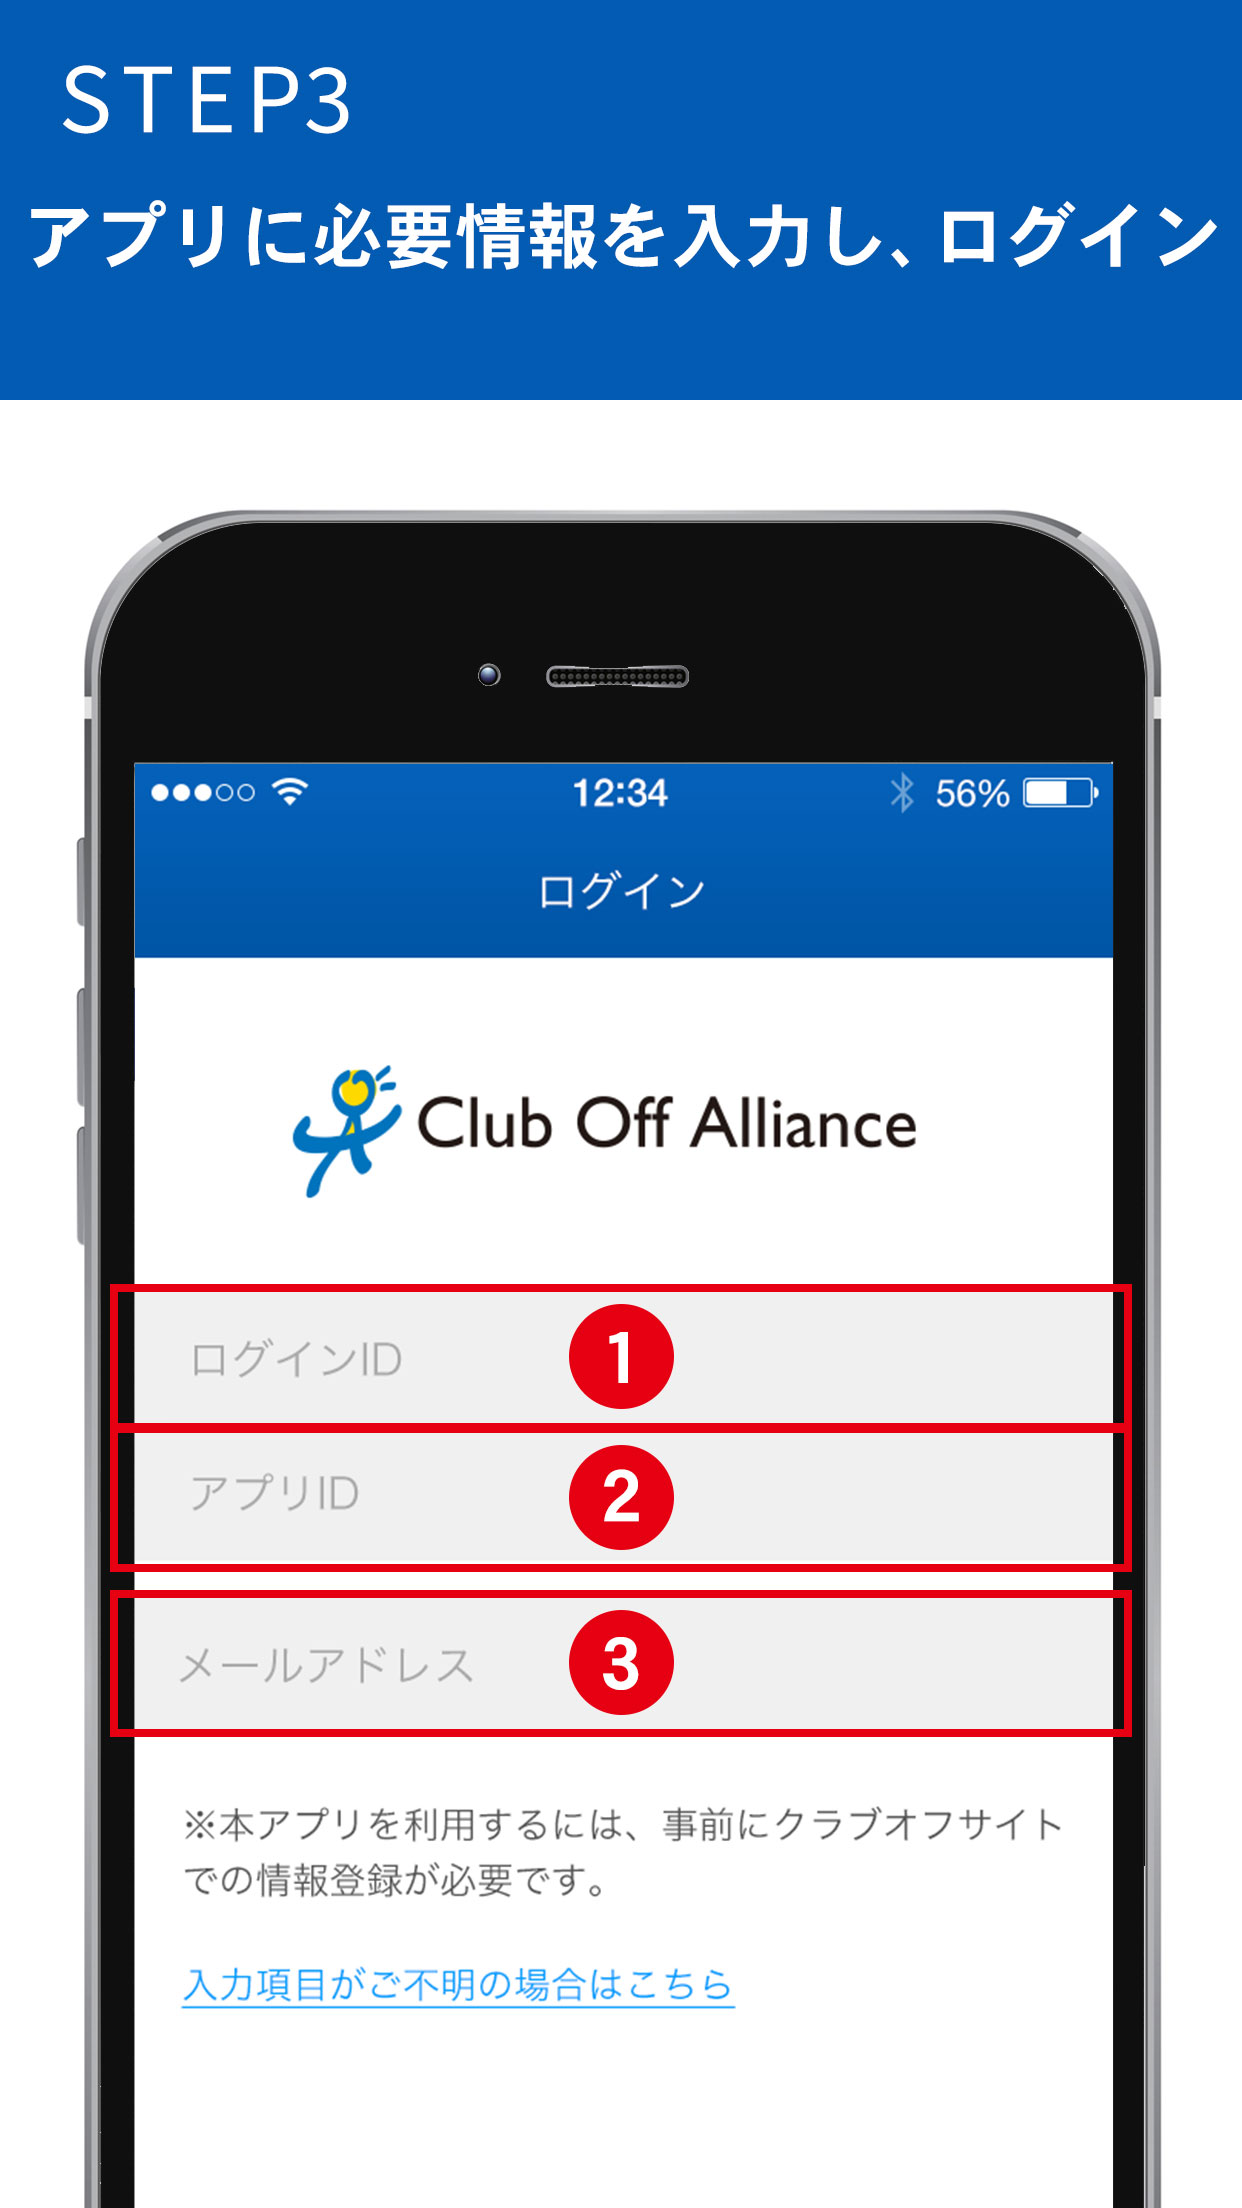 STEP3
アプリに必要情報を入力し、ログイン
12:34
56%
ログイン
Club Off Alliance
ログインID
1
アプリID
2
メールアドレス
3
※本アプリを利用するには、事前にクラブオフサイト
での情報登録が必要です。
入力項目がご不明の場合はこちら